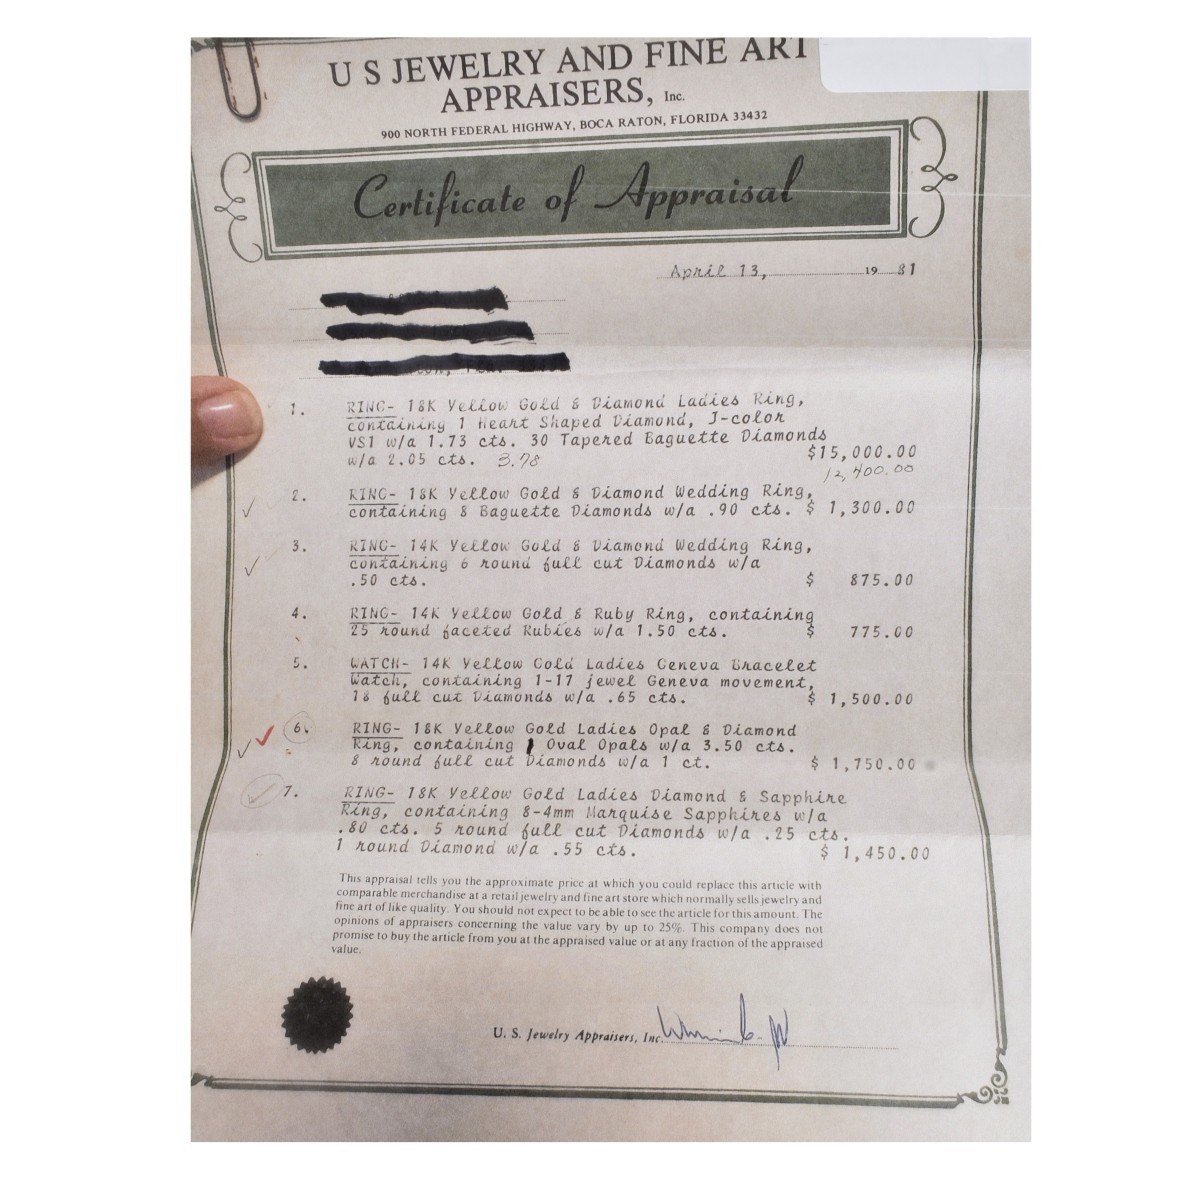 U S JEWELRY AND FINE ART
APPRAISERS, Inc.
900 NORTH FEDERAL HIGHWAY, BOCA RATON, FLORIDA 33432
Certificate of Appraisal
April 13, 19 81
1. RING- 18K Yellow Gold & Diamond Ladies Ring,
containing 1 Heart Shaped Diamond, J-color
VS1 w/a 1.73 cts. 30 Tapered Baguette Diamonds
w/a 2.05 cts. 3.78 $15,000.00
12,400.00
2. RING- 18K Yellow Gold & Diamond Wedding Ring,
containing 8 Baguette Diamonds w/a .90 cts. $ 1,300.00
3. RING- 14K Yellow Gold & Diamond Wedding Ring,
containing 6 round full cut Diamonds w/a
.50 cts. $ 875.00
4. RING- 14K Yellow Gold & Ruby Ring, containing
25 round faceted Rubies w/a 1.50 cts. $ 775.00
5. WATCH- 14K Yellow Gold Ladies Geneva Bracelet
Watch, containing 1-17 jewel Geneva movement,
18 full cut Diamonds w/a .65 cts. $ 1,500.00
6. RING- 18K Yellow Gold Ladies Opal & Diamond
Ring, containing 1 Oval Opals w/a 3.50 cts.
8 round full cut Diamonds w/a 1 ct. $ 1,750.00
7. RING- 18K Yellow Gold Ladies Diamond & Sapphire
Ring, containing 8-4mm Marquise Sapphires w/a
.80 cts. 5 round full cut Diamonds w/a .25 cts.
1 round Diamond w/a .55 cts. $ 1,450.00
This appraisal tells you the approximate price at which you could replace this article with
comparable merchandise at a retail jewelry and fine art store which normally sells jewelry and
fine art of like quality. You should not expect to be able to see the article for this amount. The
opinions of appraisers concerning the value vary by up to 25%. This company does not
promise to buy the article from you at the appraised value or at any fraction of the appraised
value.
U. S. Jewelry Appraisers, Inc.